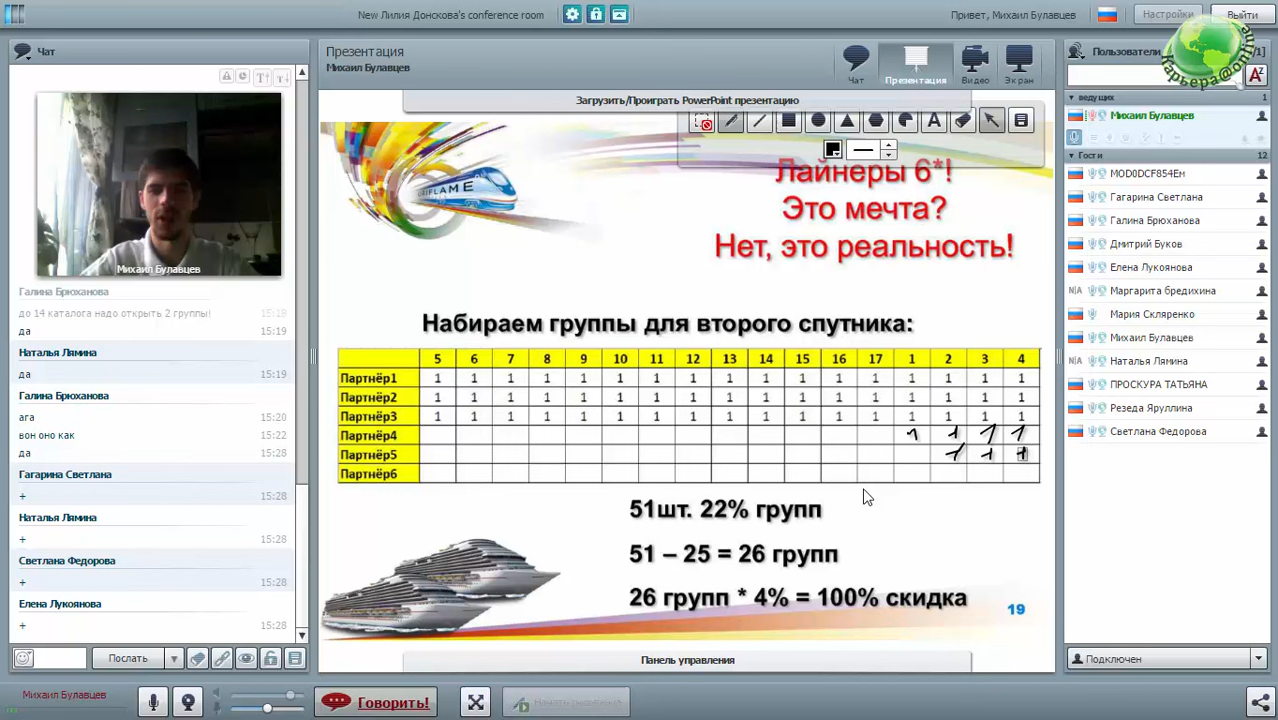 New Лилия Донскова's conference room
Привет, Михаил Булавцев
Настройки
Выйти
Чат
Михаил Булавцев
Галина Брюханова
до 14 каталога надо открыть 2 группы!
15:18
да
15:19
Наталья Лямина
да
15:19
Галина Брюханова
ага
15:20
вон оно как
15:22
да
15:28
Гагарина Светлана
+
15:28
Наталья Лямина
+
15:28
Светлана Федорова
+
15:28
Елена Лукоянова
+
15:28
Послать
Презентация
Михаил Булавцев
Чат
Презентация
Видео
Экран
Загрузить/Проиграть PowerPoint презентацию
ORIFLAME
Лайнеры 6*!
Это мечта?
Нет, это реальность!
Набираем группы для второго спутника:
5 6 7 8 9 10 11 12 13 14 15 16 17 1 2 3 4
Партнёр1 1 1 1 1 1 1 1 1 1 1 1 1 1 1 1 1 1
Партнёр2 1 1 1 1 1 1 1 1 1 1 1 1 1 1 1 1 1
Партнёр3 1 1 1 1 1 1 1 1 1 1 1 1 1 1 1 1 1
Партнёр4 1 1 1 1
Партнёр5 1 1 1
Партнёр6
51шт. 22% групп
51 – 25 = 26 групп
26 групп * 4% = 100% скидка
19
Панель управления
Пользователи
/1]
Карьера@online
ведущих 1
Михаил Булавцев
Гости 12
MOD0DCF854Ен
Гагарина Светлана
Галина Брюханова
Дмитрий Буков
Елена Лукоянова
N|A Маргарита бредихина
Мария Скляренко
Михаил Булавцев
N|A Наталья Лямина
ПРОСКУРА ТАТЬЯНА
Резеда Яруллина
Светлана Федорова
Подключен
Михаил Булавцев
Говорить!